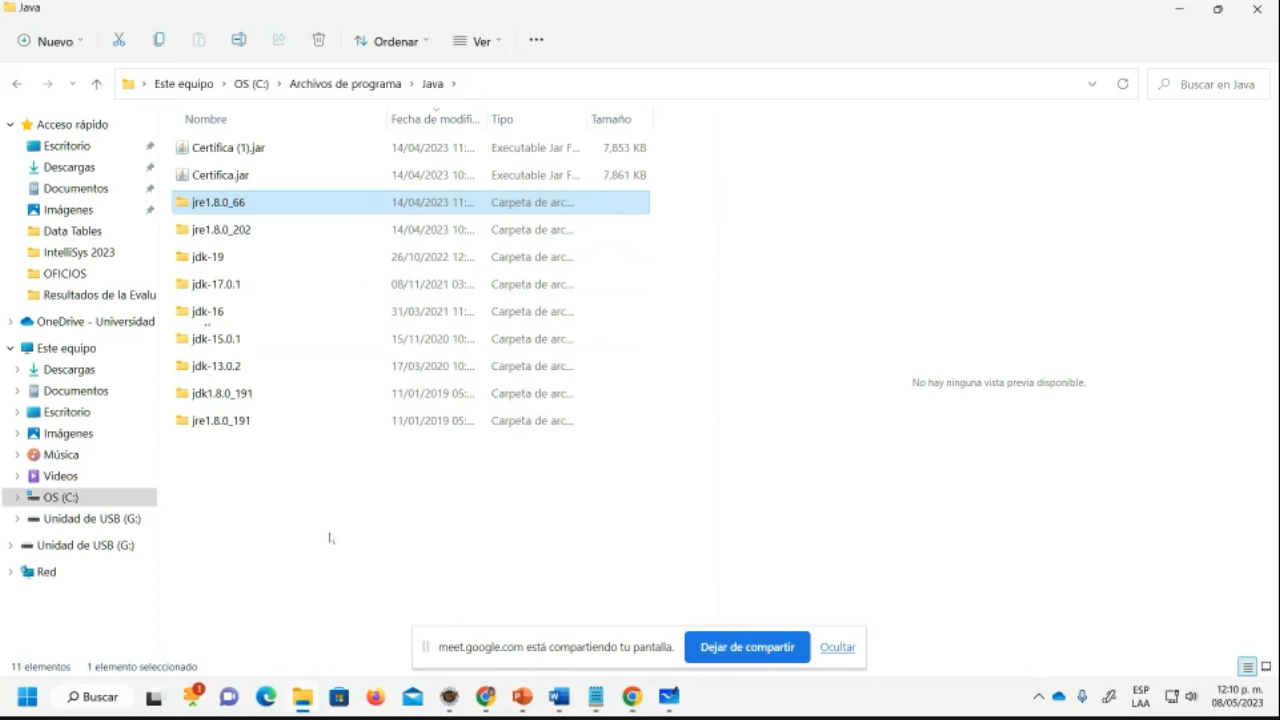 Java
Nuevo
Ordenar
Ver
Este equipo > OS (C:) > Archivos de programa > Java >
Buscar en Java
Nombre Fecha de modifi... Tipo Tamaño
Certifica (1).jar 14/04/2023 11:... Executable Jar F... 7,853 KB
Certifica.jar 14/04/2023 10:... Executable Jar F... 7,861 KB
jre1.8.0_66 14/04/2023 11:... Carpeta de arc...
jre1.8.0_202 14/04/2023 10:... Carpeta de arc...
jdk-19 26/10/2022 12:... Carpeta de arc...
jdk-17.0.1 08/11/2021 03:... Carpeta de arc...
jdk-16 31/03/2021 11:... Carpeta de arc...
jdk-15.0.1 15/11/2020 10:... Carpeta de arc...
jdk-13.0.2 17/03/2020 10:... Carpeta de arc...
jdk1.8.0_191 11/01/2019 05:... Carpeta de arc...
jre1.8.0_191 11/01/2019 05:... Carpeta de arc...
Acceso rápido
Escritorio
Descargas
Documentos
Imágenes
Data Tables
IntelliSys 2023
OFICIOS
Resultados de la Evalu
OneDrive - Universidad
Este equipo
Descargas
Documentos
Escritorio
Imágenes
Música
Videos
OS (C:)
Unidad de USB (G:)
Unidad de USB (G:)
Red
No hay ninguna vista previa disponible.
meet.google.com está compartiendo tu pantalla.
Dejar de compartir
Ocultar
11 elementos
1 elemento seleccionado
Buscar
1
ESP
LAA
12:10 p. m.
08/05/2023